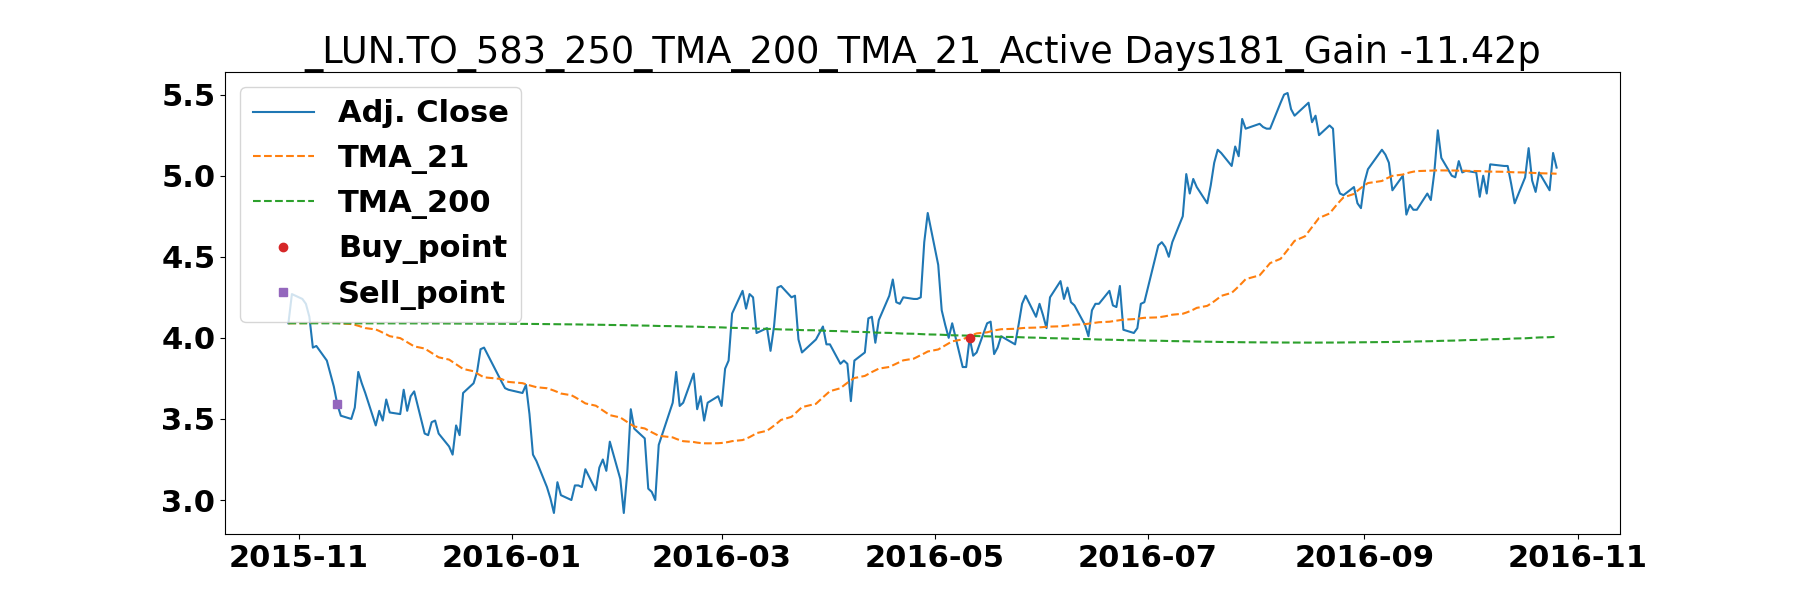 _LUN.TO_583_250_TMA_200_TMA_21_Active Days181_Gain -11.42p
Adj. Close
TMA_21
TMA_200
Buy_point
Sell_point
5.5
5.0
4.5
4.0
3.5
3.0
2015-11 2016-01 2016-03 2016-05 2016-07 2016-09 2016-11